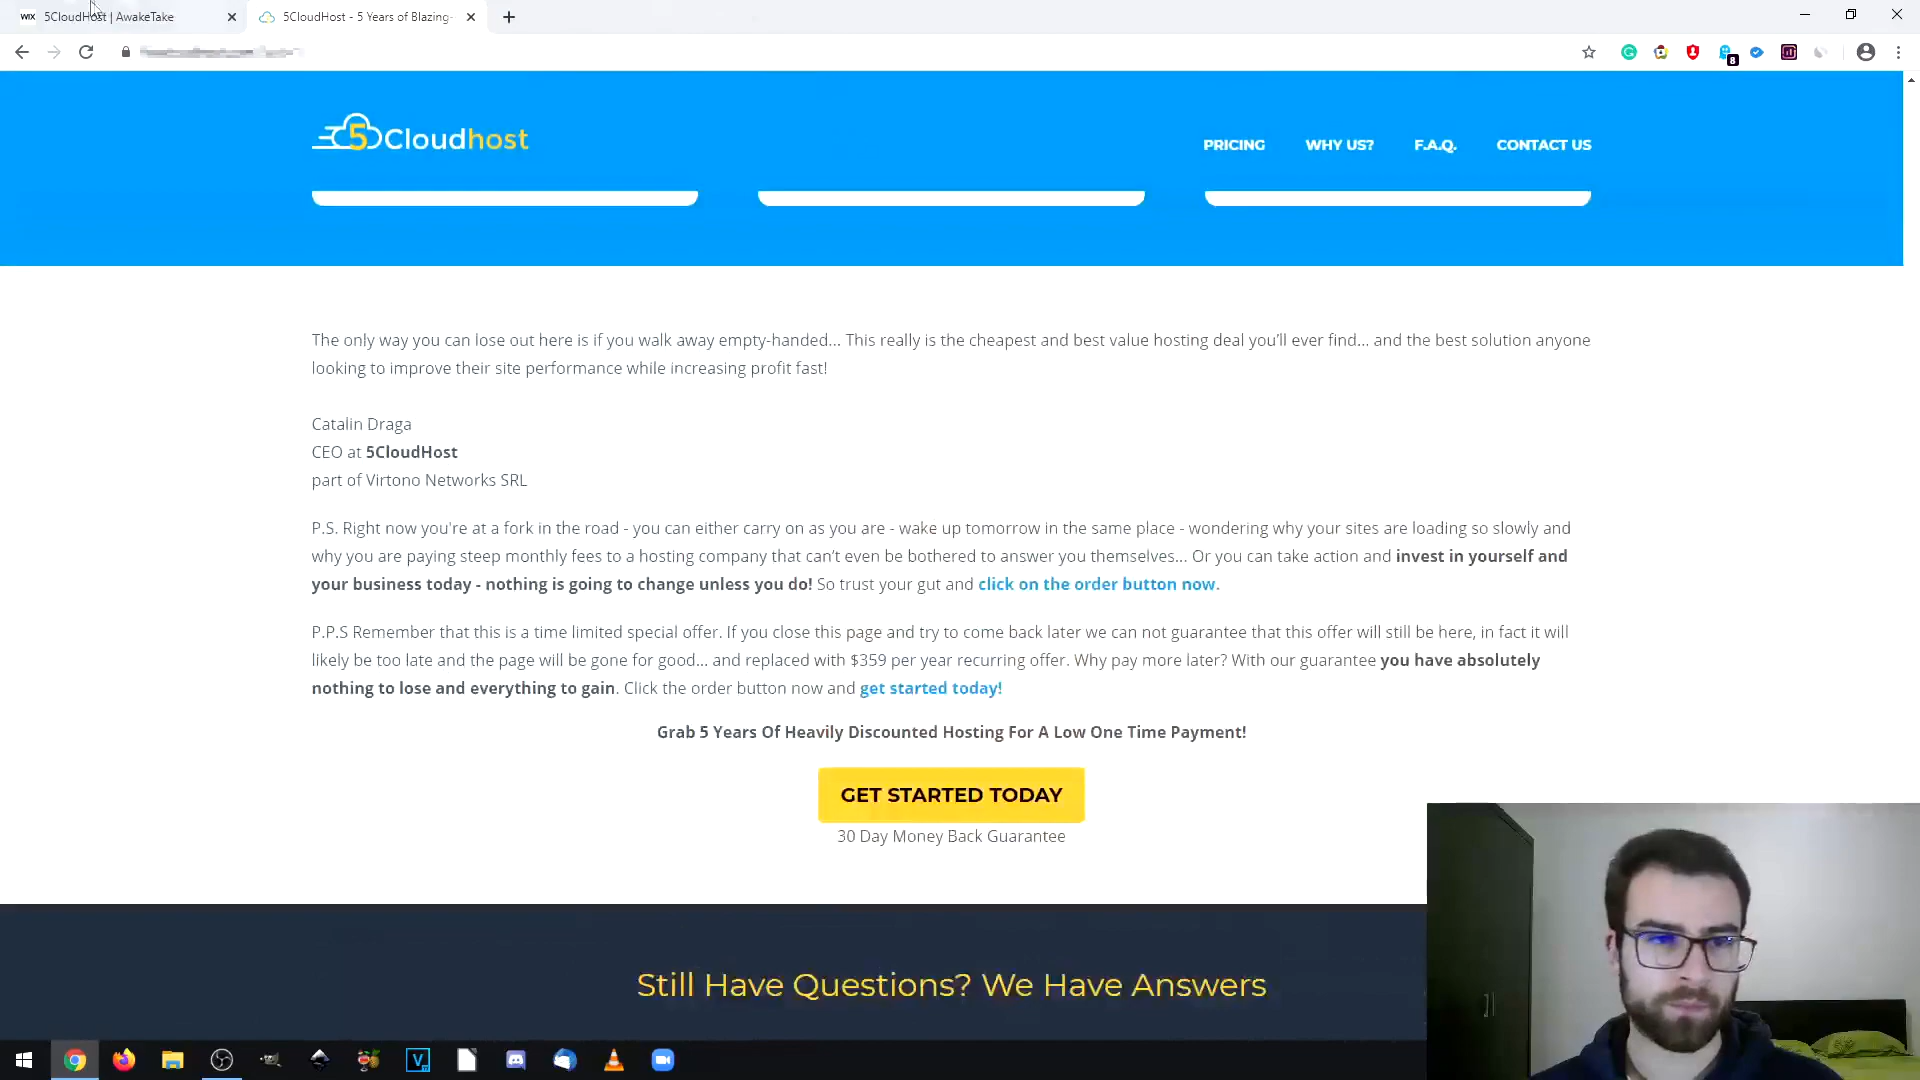 WIX 5CloudHost | AwakeTake
5CloudHost - 5 Years of Blazing-
8
5Cloudhost
PRICING WHY US? F.A.Q. CONTACT US
The only way you can lose out here is if you walk away empty-handed... This really is the cheapest and best value hosting deal you'll ever find... and the best solution anyone
looking to improve their site performance while increasing profit fast!
Catalin Draga
CEO at 5CloudHost
part of Virtono Networks SRL
P.S. Right now you're at a fork in the road - you can either carry on as you are - wake up tomorrow in the same place - wondering why your sites are loading so slowly and
why you are paying steep monthly fees to a hosting company that can't even be bothered to answer you themselves... Or you can take action and invest in yourself and
your business today - nothing is going to change unless you do! So trust your gut and click on the order button now.
P.P.S Remember that this is a time limited special offer. If you close this page and try to come back later we can not guarantee that this offer will still be here, in fact it will
likely be too late and the page will be gone for good... and replaced with $359 per year recurring offer. Why pay more later? With our guarantee you have absolutely
nothing to lose and everything to gain. Click the order button now and get started today!
Grab 5 Years Of Heavily Discounted Hosting For A Low One Time Payment!
GET STARTED TODAY
30 Day Money Back Guarantee
Still Have Questions? We Have Answers
V